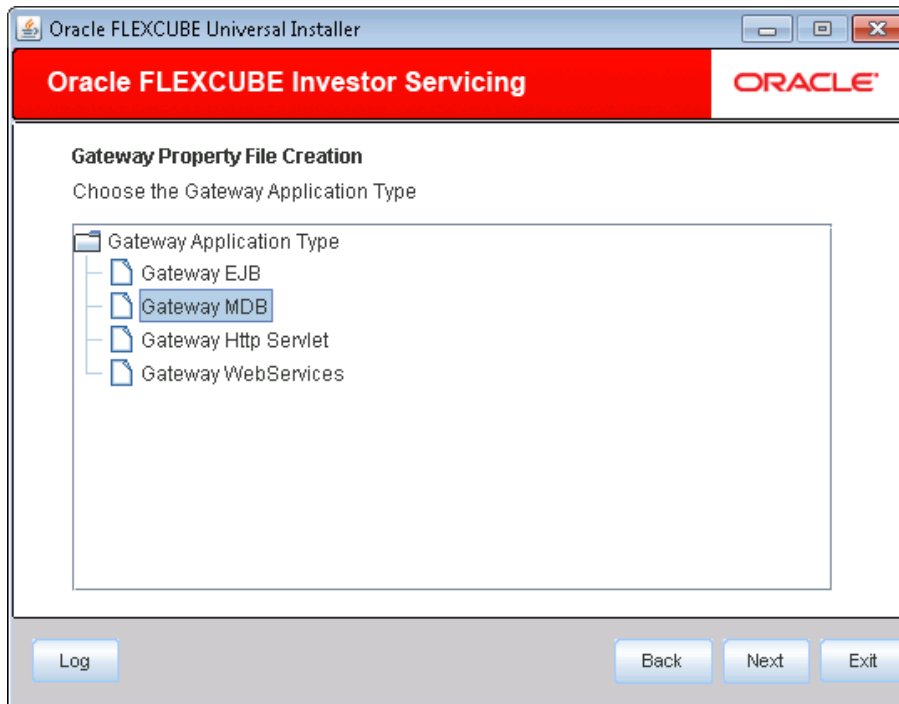 Oracle FLEXCUBE Universal Installer
Oracle FLEXCUBE Investor Servicing
ORACLE
Gateway Property File Creation
Choose the Gateway Application Type
Gateway Application Type
Gateway EJB
Gateway MDB
Gateway Http Servlet
Gateway WebServices
Log
Back
Next
Exit